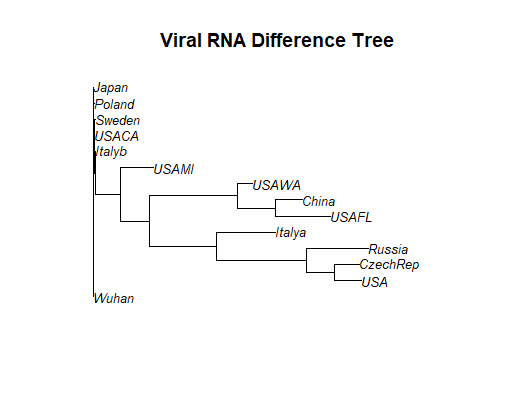 Viral RNA Difference Tree
Japan
Poland
Sweden
USACA
Italyb
USAMI
USAWA
China
USAFL
Italya
Russia
CzechRep
USA
Wuhan